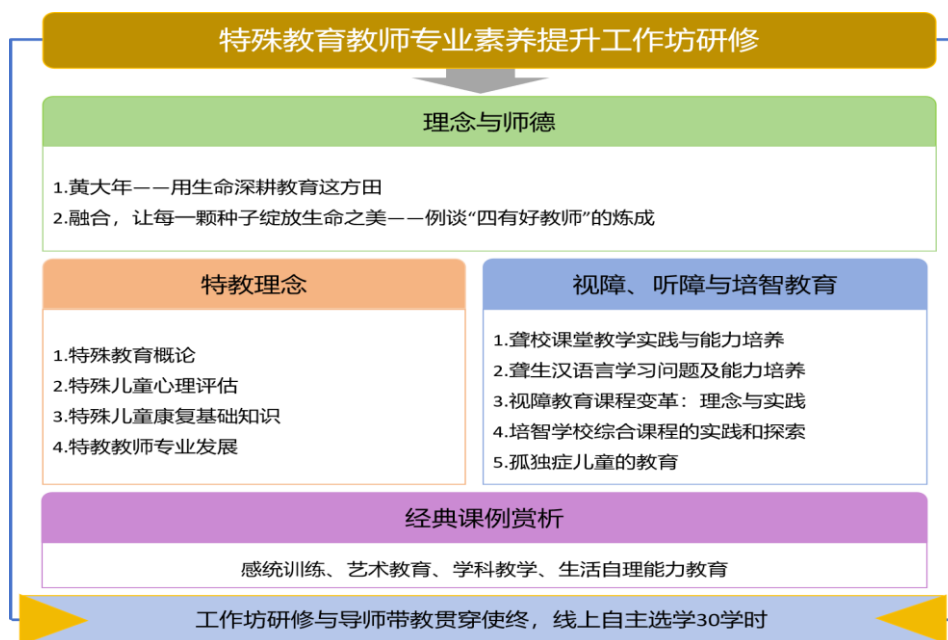 特殊教育教师专业素养提升工作坊研修
理念与师德
1.黄大年——用生命深耕教育这方田
2.融合，让每一颗种子绽放生命之美——例谈“四有好教师”的炼成
特教理念
1.特殊教育概论
2.特殊儿童心理评估
3.特殊儿童康复基础知识
4.特教教师专业发展
视障、听障与培智教育
1.聋校课堂教学实践与能力培养
2.聋生汉语言学习问题及能力培养
3.视障教育课程变革：理念与实践
4.培智学校综合课程的实践和探索
5.孤独症儿童的教育
经典课例赏析
感统训练、艺术教育、学科教学、生活自理能力教育
工作坊研修与导师带教贯穿使终，线上自主选学30学时